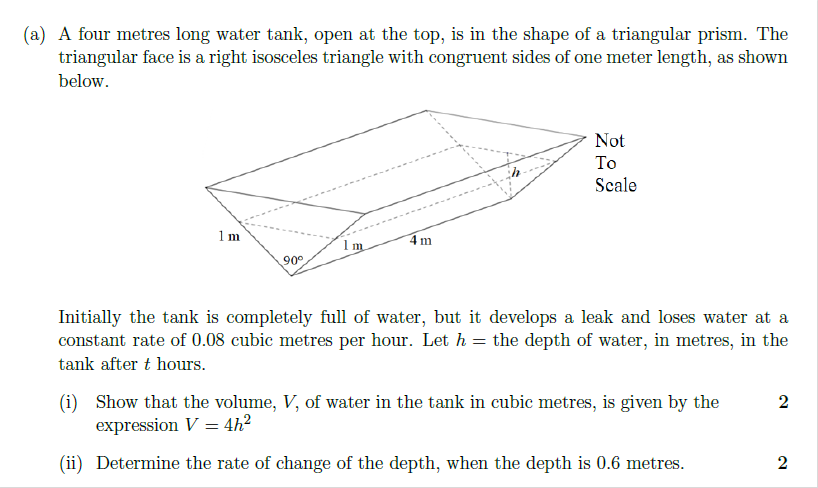 (a) A four metres long water tank, open at the top, is in the shape of a triangular prism. The
triangular face is a right isosceles triangle with congruent sides of one meter length, as shown
below.
Not
To
Scale
h
1 m
1 m
4 m
90°
Initially the tank is completely full of water, but it develops a leak and loses water at a
constant rate of 0.08 cubic metres per hour. Let h = the depth of water, in metres, in the
tank after t hours.
(i) Show that the volume, V, of water in the tank in cubic metres, is given by the 2
expression V = 4h²
(ii) Determine the rate of change of the depth, when the depth is 0.6 metres. 2